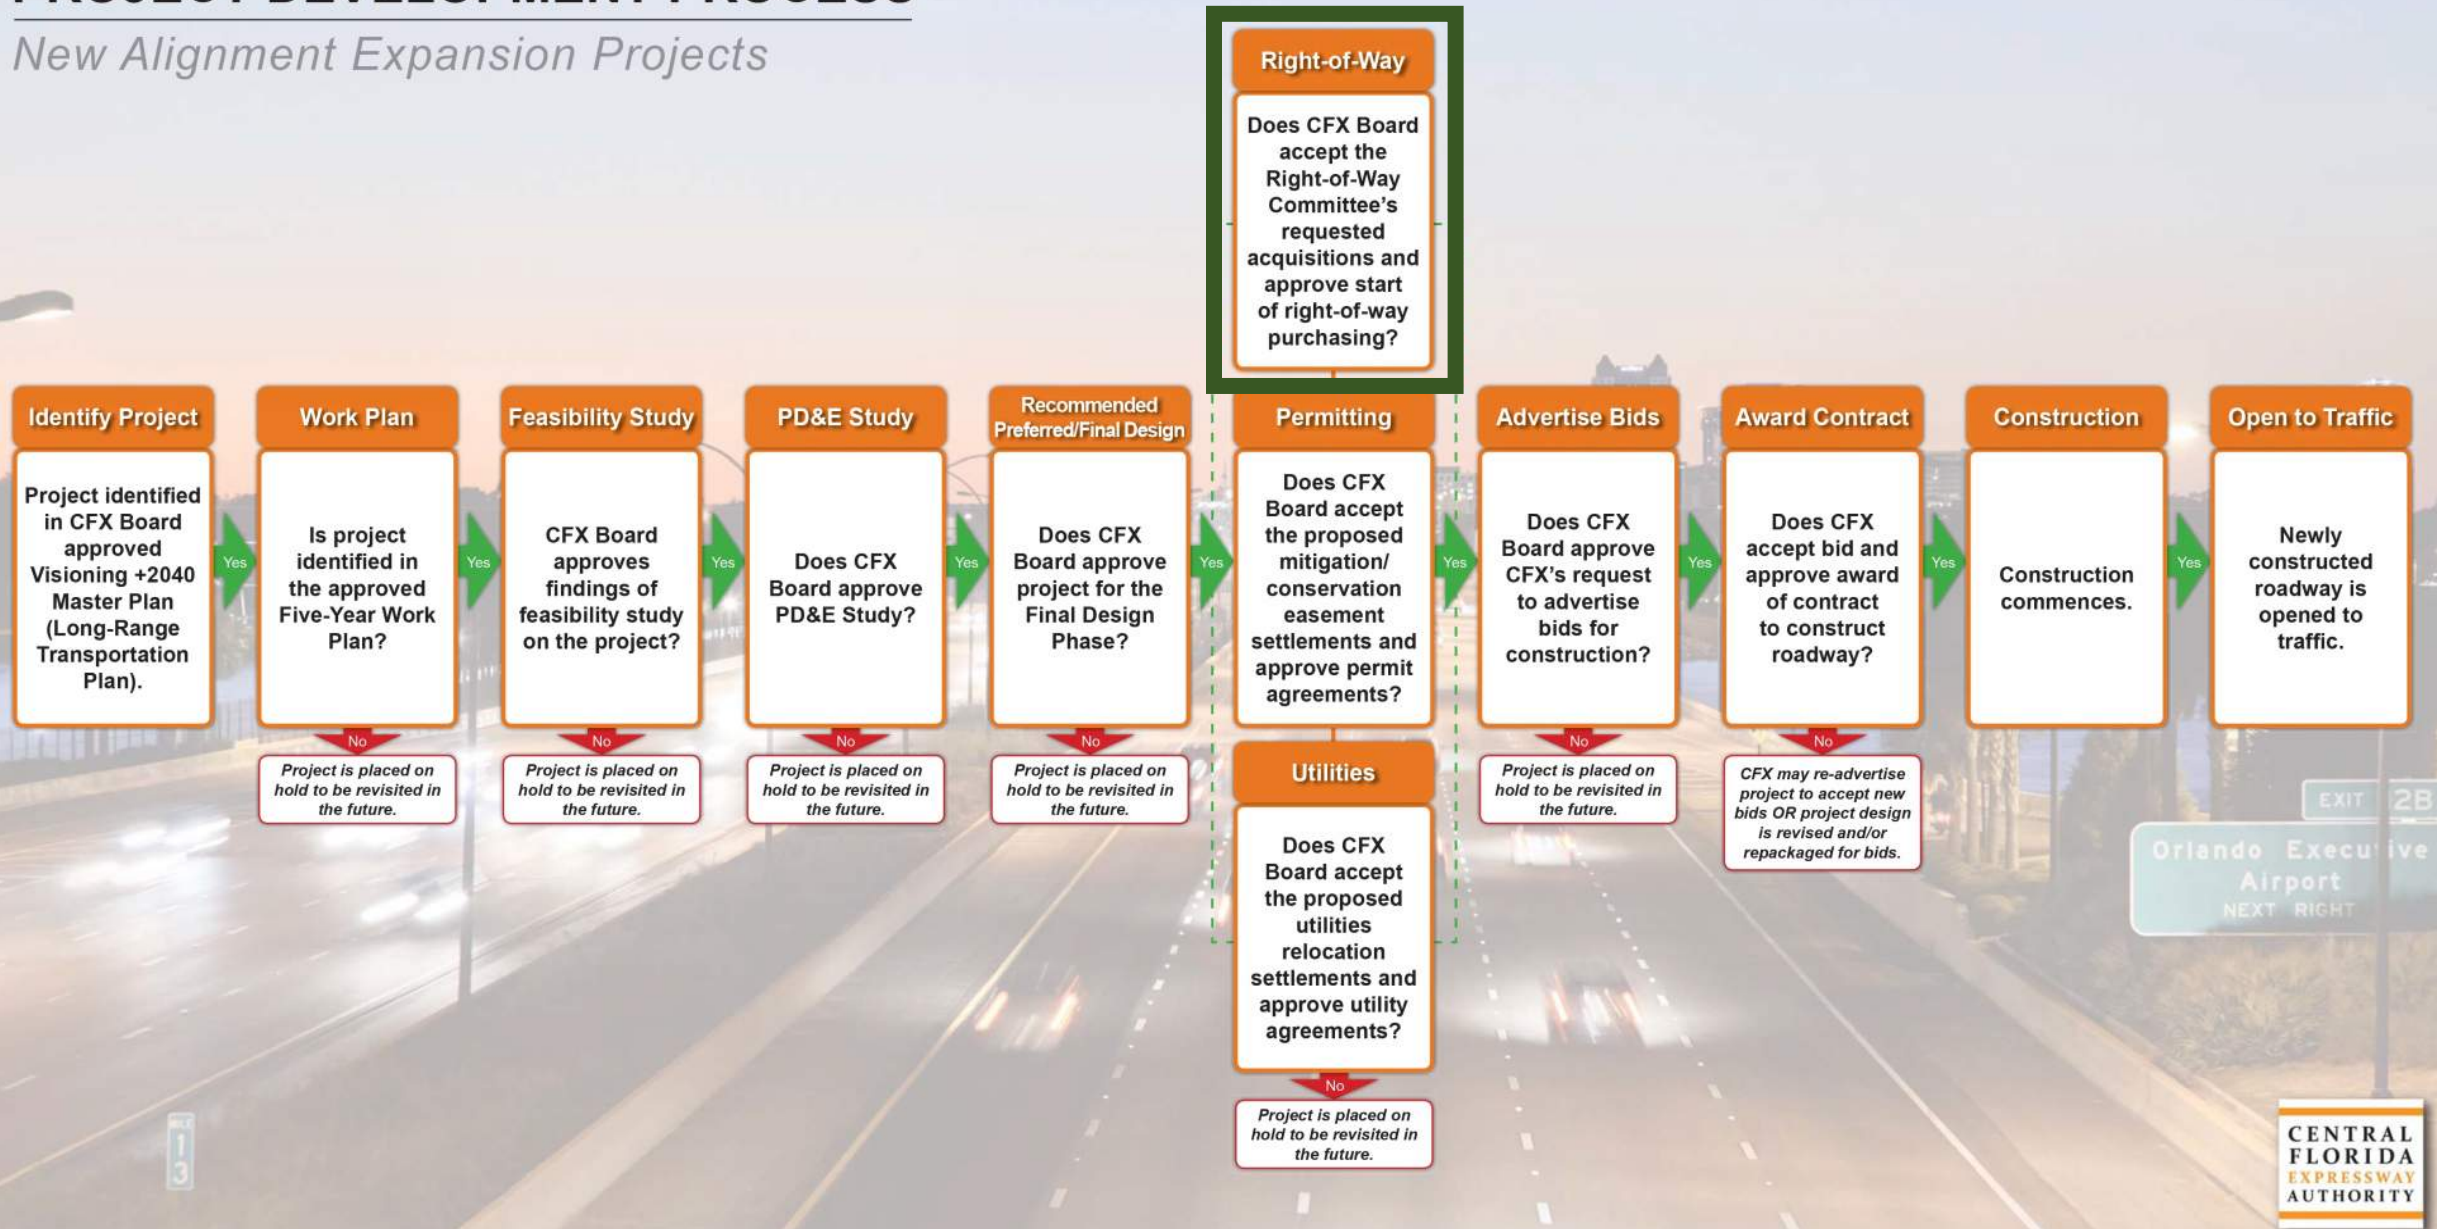 PROJECT DEVELOPMENT PROCESS
New Alignment Expansion Projects
Right-of-Way
Does CFX Board
accept the
Right-of-Way
Committee's
requested
acquisitions and
approve start
of right-of-way
purchasing?
Identify Project
Project identified
in CFX Board
approved
Visioning +2040
Master Plan
(Long-Range
Transportation
Plan).
Yes
Work Plan
Is project
identified in
the approved
Five-Year Work
Plan?
No
Project is placed on
hold to be revisited in
the future.
Yes
Feasibility Study
CFX Board
approves
findings of
feasibility study
on the project?
No
Project is placed on
hold to be revisited in
the future.
Yes
PD&E Study
Does CFX
Board approve
PD&E Study?
No
Project is placed on
hold to be revisited in
the future.
Yes
Recommended
Preferred/Final Design
Does CFX
Board approve
project for the
Final Design
Phase?
No
Project is placed on
hold to be revisited in
the future.
Yes
Permitting
Does CFX
Board accept
the proposed
mitigation/
conservation
easement
settlements and
approve permit
agreements?
Utilities
Does CFX
Board accept
the proposed
utilities
relocation
settlements and
approve utility
agreements?
No
Project is placed on
hold to be revisited in
the future.
Yes
Advertise Bids
Does CFX
Board approve
CFX's request
to advertise
bids for
construction?
No
Project is placed on
hold to be revisited in
the future.
Yes
Award Contract
Does CFX
accept bid and
approve award
of contract
to construct
roadway?
No
CFX may re-advertise
project to accept new
bids OR project design
is revised and/or
repackaged for bids.
Yes
Construction
Construction
commences.
Yes
Open to Traffic
Newly
constructed
roadway is
opened to
traffic.
EXIT 2B
Orlando Executive
Airport
NEXT RIGHT
MILE
13
CENTRAL
FLORIDA
EXPRESSWAY
AUTHORITY